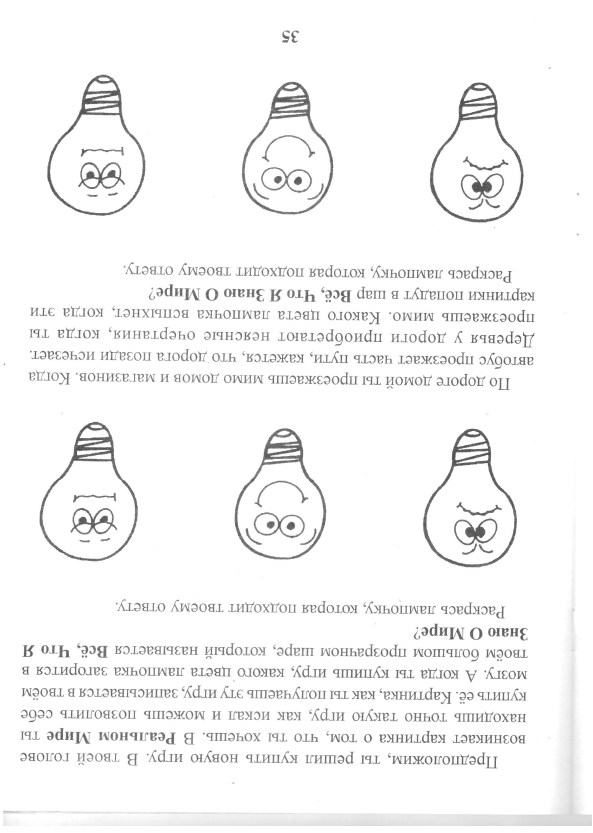 Предположим, ты решил купить новую игру. В твоей голове
возникает картинка о том, что ты хочешь. В Реальном Мире ты
находишь точно такую игру, как искал и можешь позволить себе
купить её. Картинка, как ты получаешь эту игру, записывается в твоём
мозгу. А когда ты купишь игру, какого цвета лампочка загорится в
твоём большом прозрачном шаре, который называется Всё, Что Я
Знаю О Мире?
Раскрась лампочку, которая подходит твоему ответу.
По дороге домой ты проезжаешь мимо домов и магазинов. Когда
автобус проезжает часть пути, кажется, что дорога позади исчезает.
Деревья у дороги приобретают неясные очертания, когда ты
проезжаешь мимо. Какого цвета лампочка вспыхнет, когда эти
картинки попадут в шар Всё, Что Я Знаю О Мире?
Раскрась лампочку, которая подходит твоему ответу.
35